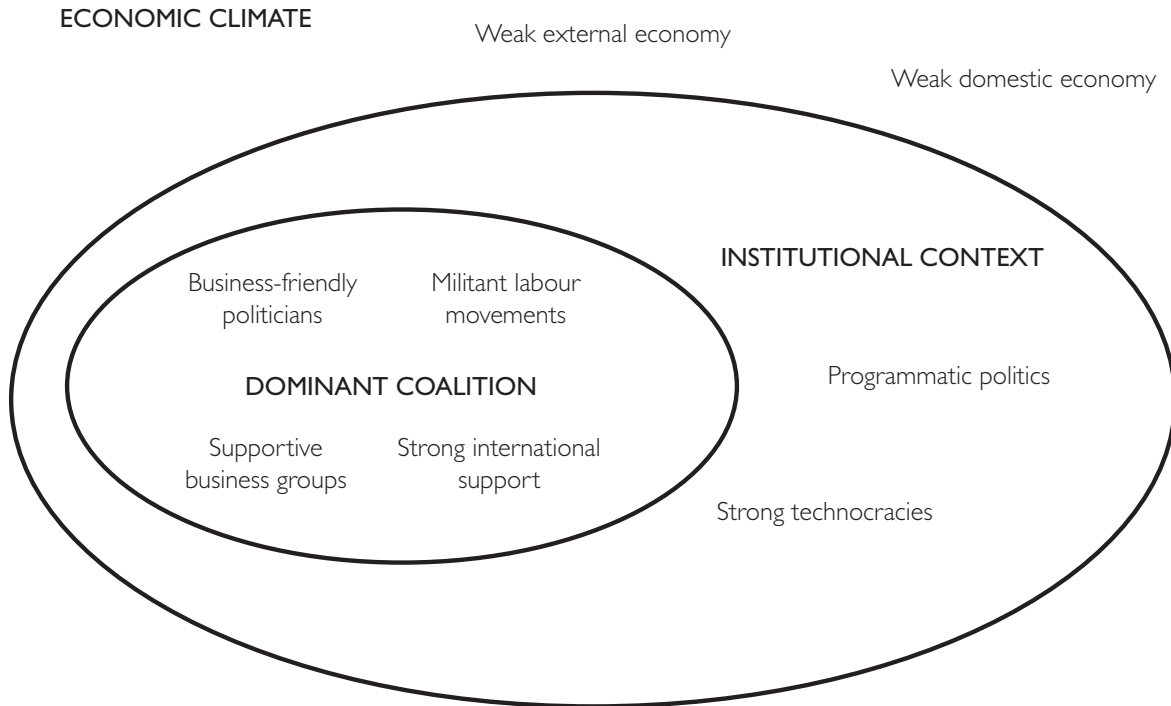 ECONOMIC CLIMATE
Weak external economy
Weak domestic economy
INSTITUTIONAL CONTEXT
Business-friendly
politicians
Militant labour
movements
Programmatic politics
DOMINANT COALITION
Supportive
business groups
Strong international
support
Strong technocracies